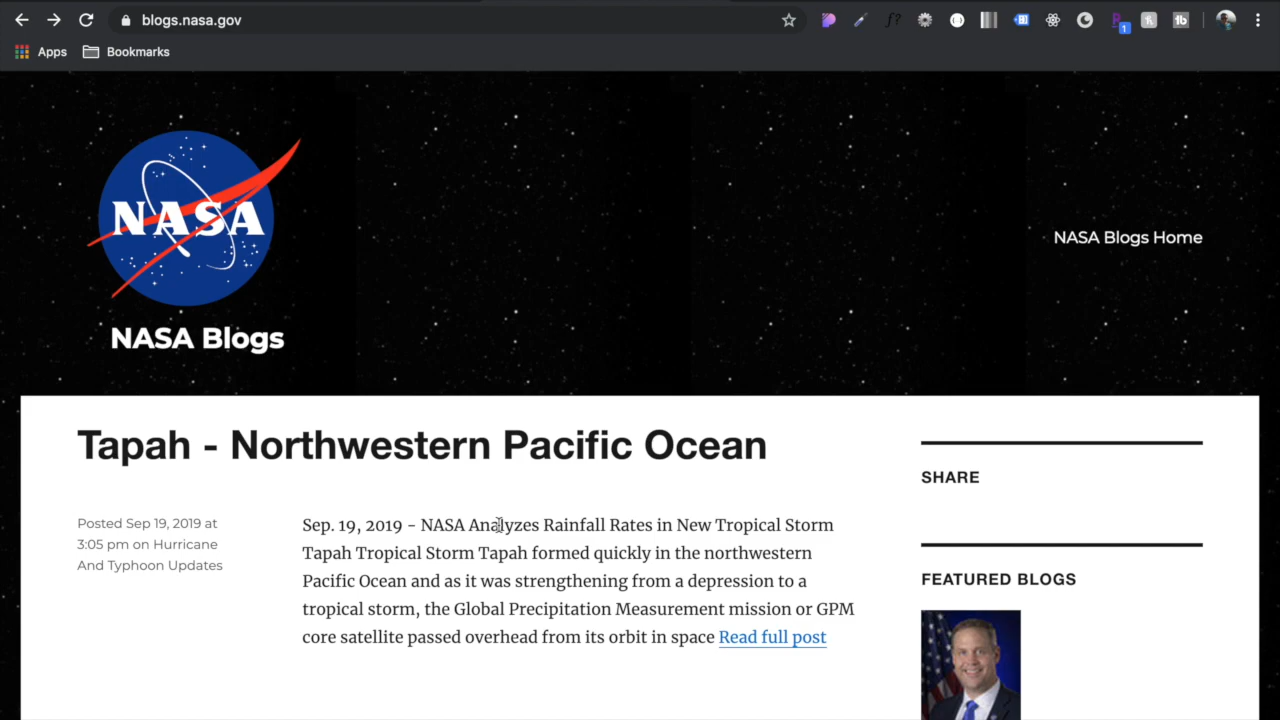 blogs.nasa.gov
f?
1
Apps
Bookmarks
NASA
NASA Blogs
NASA Blogs Home
Tapah - Northwestern Pacific Ocean
Posted Sep 19, 2019 at
3:05 pm on Hurricane
And Typhoon Updates
Sep. 19, 2019 - NASA Analyzes Rainfall Rates in New Tropical Storm
Tapah Tropical Storm Tapah formed quickly in the northwestern
Pacific Ocean and as it was strengthening from a depression to a
tropical storm, the Global Precipitation Measurement mission or GPM
core satellite passed overhead from its orbit in space Read full post
SHARE
FEATURED BLOGS